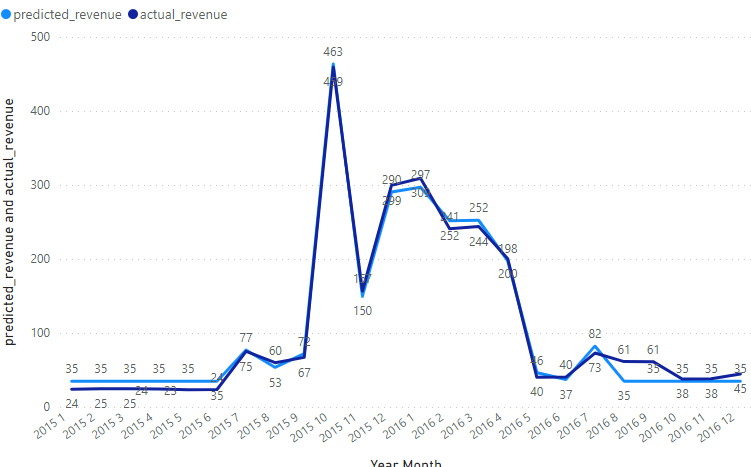 predicted_revenue actual_revenue
predicted_revenue and actual_revenue
500
400
300
200
100
0
35 35 35 35 35 24 77 60 72 463 290 297 241 252 198 46 40 82 61 61 35 35 35
24 25 25 24 23 35 75 53 67 459 150 299 309 252 244 200 40 37 73 35 35 38 38 45
2015 1 2015 2 2015 3 2015 4 2015 5 2015 6 2015 7 2015 8 2015 9 2015 10 2015 11 2015 12 2016 1 2016 2 2016 3 2016 4 2016 5 2016 6 2016 7 2016 8 2016 9 2016 10 2016 11 2016 12
Year Month